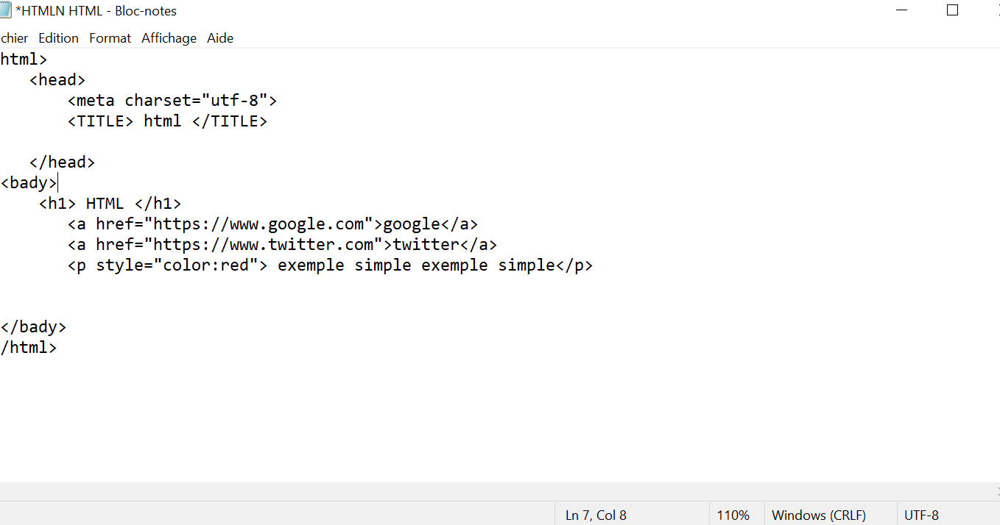 *HTMLN HTML - Bloc-notes
chier Edition Format Affichage Aide
html>
<head>
<meta charset="utf-8">
<TITLE> html </TITLE>
</head>
<bady>
<h1> HTML </h1>
<a href="https://www.google.com">google</a>
<a href="https://www.twitter.com">twitter</a>
<p style="color:red"> exemple simple exemple simple</p>
</bady>
/html>
Ln 7, Col 8 110% Windows (CRLF) UTF-8